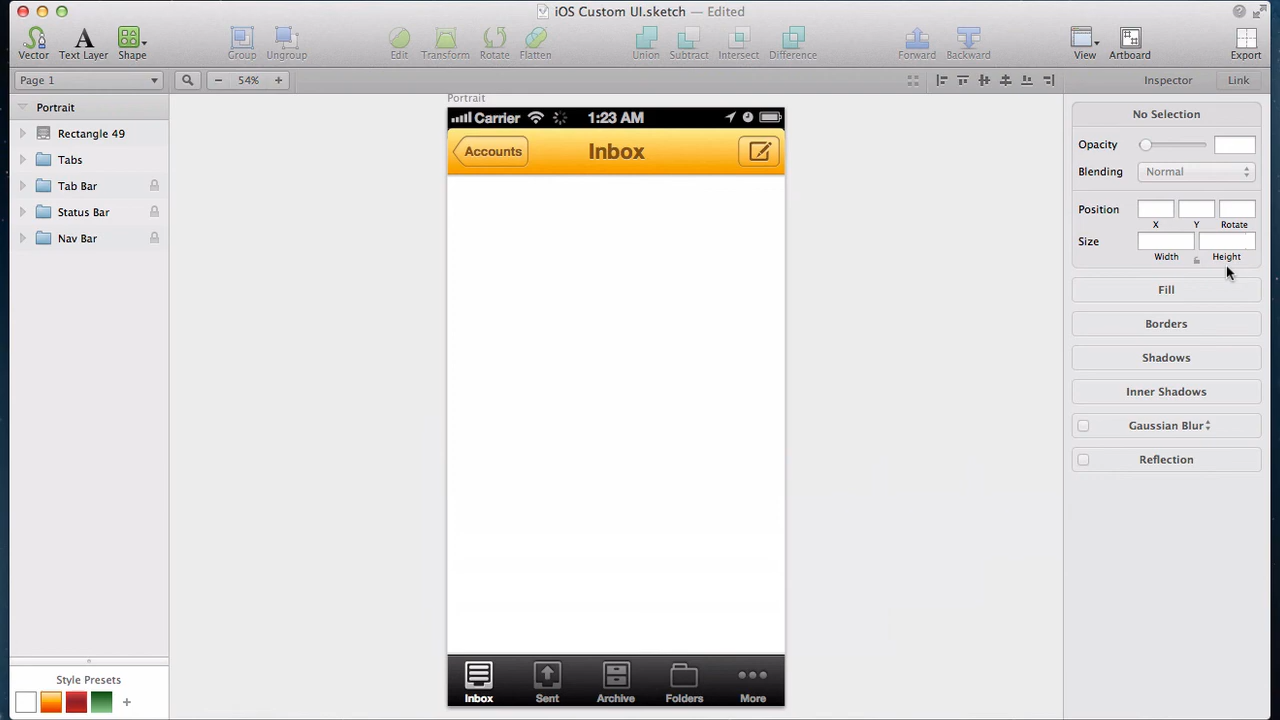 iOS Custom UI.sketch — Edited
Vector
Text Layer
Shape
Group
Ungroup
Edit
Transform
Rotate
Flatten
Union
Subtract
Intersect
Difference
Forward
Backward
View
Artboard
Export
Page 1
54%
Inspector
Link
Portrait
Rectangle 49
Tabs
Tab Bar
Status Bar
Nav Bar
Style Presets
Portrait
Carrier
1:23 AM
Accounts
Inbox
Inbox
Sent
Archive
Folders
More
No Selection
Opacity
Blending
Normal
Position
X
Y
Rotate
Size
Width
Height
Fill
Borders
Shadows
Inner Shadows
Gaussian Blur
Reflection